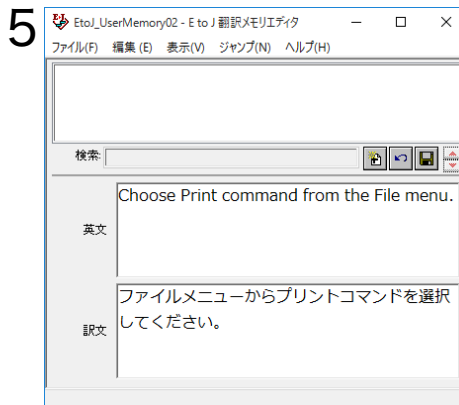 5
EtoJ_UserMemory02 - E to J 翻訳メモリエディタ
ファイル(F) 編集 (E) 表示(V) ジャンプ(N) ヘルプ(H)
検索:
英文
Choose Print command from the File menu.
訳文
ファイルメニューからプリントコマンドを選択
してください。